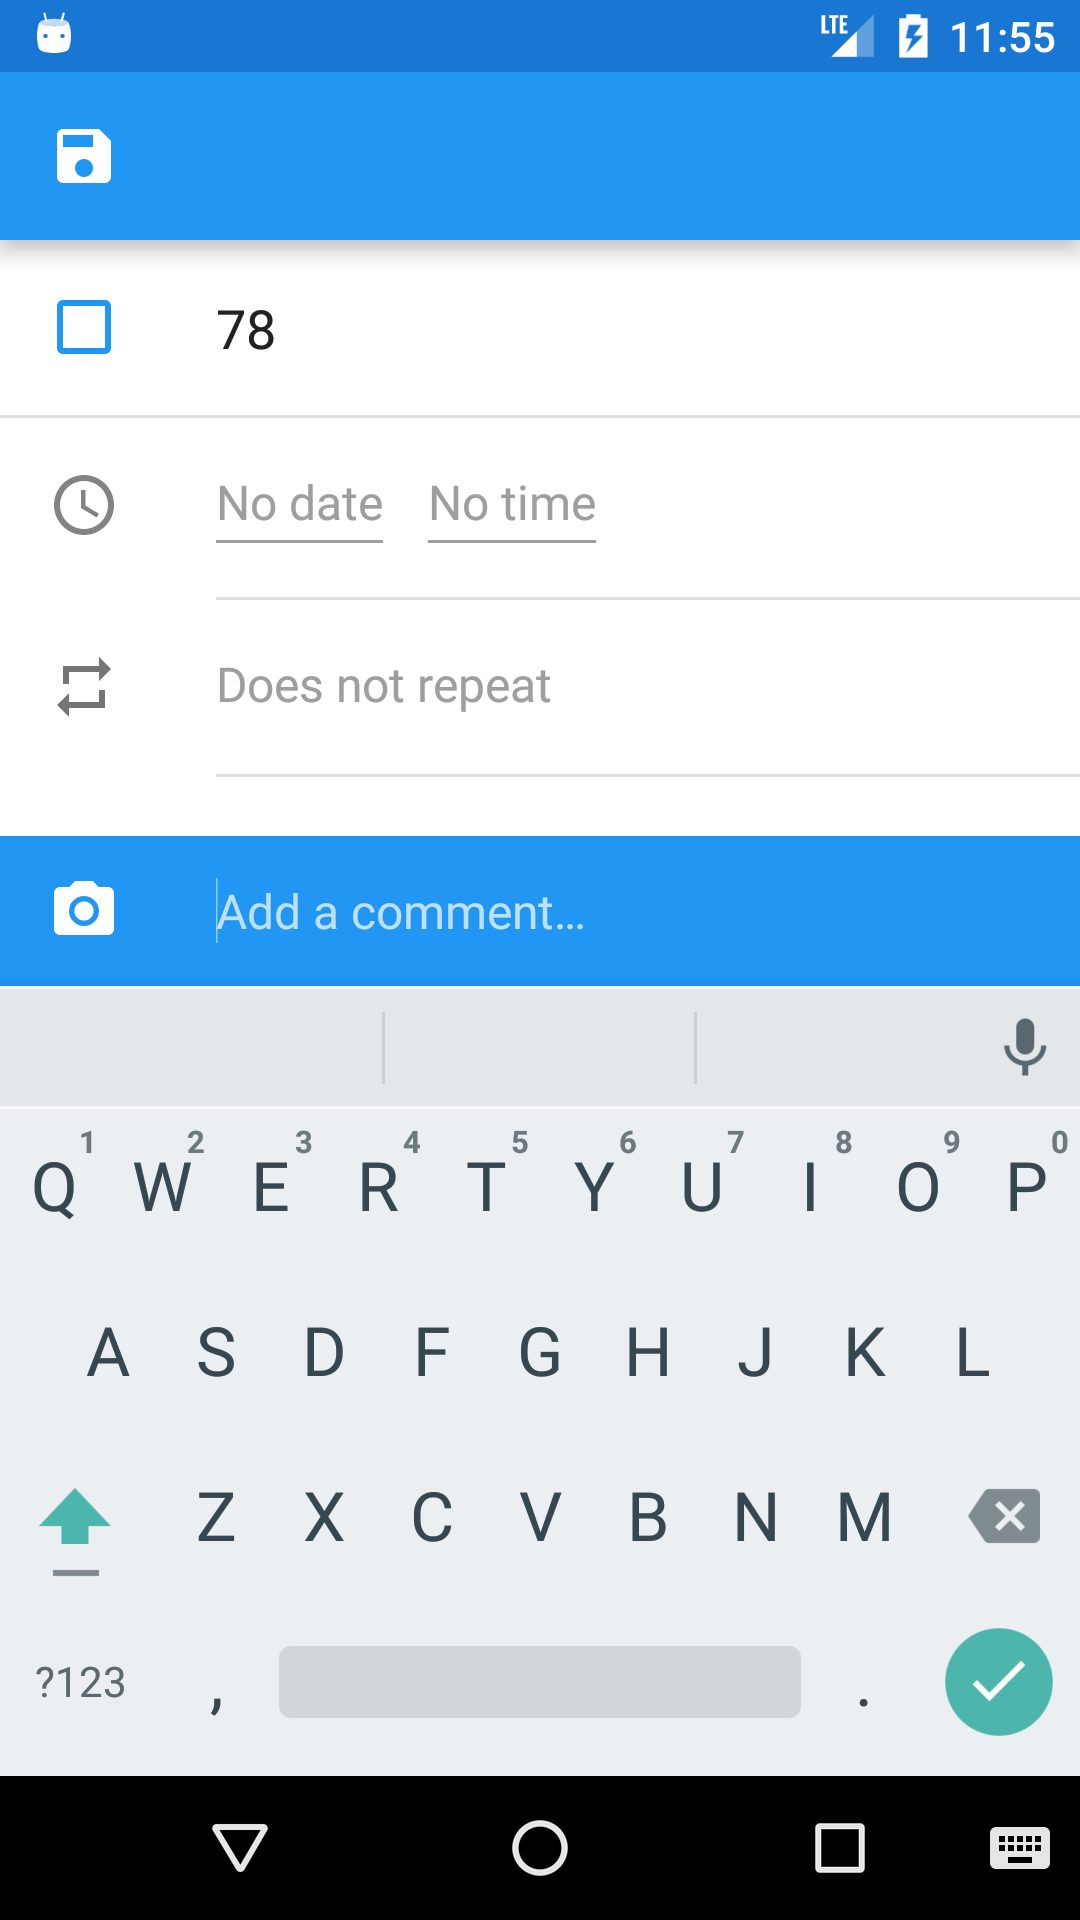 LTE 11:55
78
No date No time
Does not repeat
Add a comment...
1 2 3 4 5 6 7 8 9 0
Q W E R T Y U I O P
A S D F G H J K L
Z X C V B N M
?123 , .